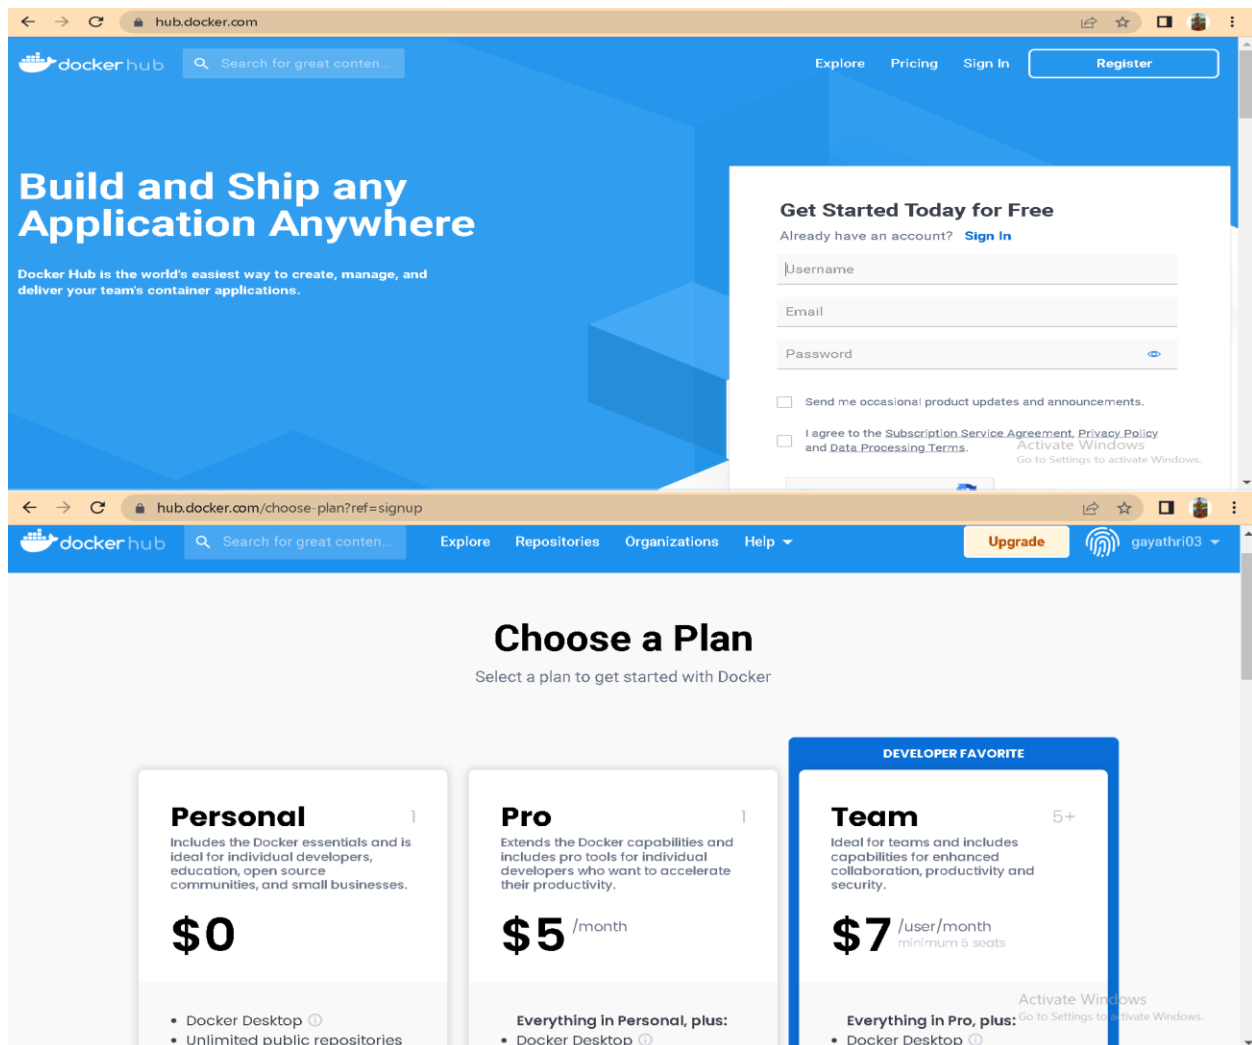 hub.docker.com
dockerhub
Search for great conten...
Explore
Pricing
Sign In
Register
Build and Ship any
Application Anywhere
Docker Hub is the world's easiest way to create, manage, and
deliver your team's container applications.
Get Started Today for Free
Already have an account? Sign In
Username
Email
Password
Send me occasional product updates and announcements.
I agree to the Subscription Service Agreement, Privacy Policy
and Data Processing Terms.
Activate Windows
Go to Settings to activate Windows.
hub.docker.com/choose-plan?ref=signup
dockerhub
Search for great conten...
Explore
Repositories
Organizations
Help
Upgrade
gayathri03
Choose a Plan
Select a plan to get started with Docker
Personal 1
Includes the Docker essentials and is
ideal for individual developers,
education, open source
communities, and small businesses.
$0
• Docker Desktop
• Unlimited public repositories
Pro 1
Extends the Docker capabilities and
includes pro tools for individual
developers who want to accelerate
their productivity.
$5 /month
Everything in Personal, plus:
• Docker Desktop
DEVELOPER FAVORITE
Team 5+
Ideal for teams and includes
capabilities for enhanced
collaboration, productivity and
security.
$7 /user/month
minimum 5 seats
Everything in Pro, plus:
• Docker Desktop
Activate Windows
Go to Settings to activate Windows.